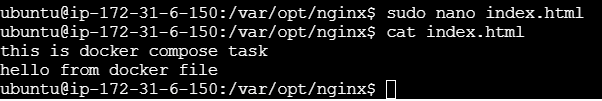 ubuntu@ip-172-31-6-150:/var/opt/nginx$ sudo nano index.html
ubuntu@ip-172-31-6-150:/var/opt/nginx$ cat index.html
this is docker compose task
hello from docker file
ubuntu@ip-172-31-6-150:/var/opt/nginx$